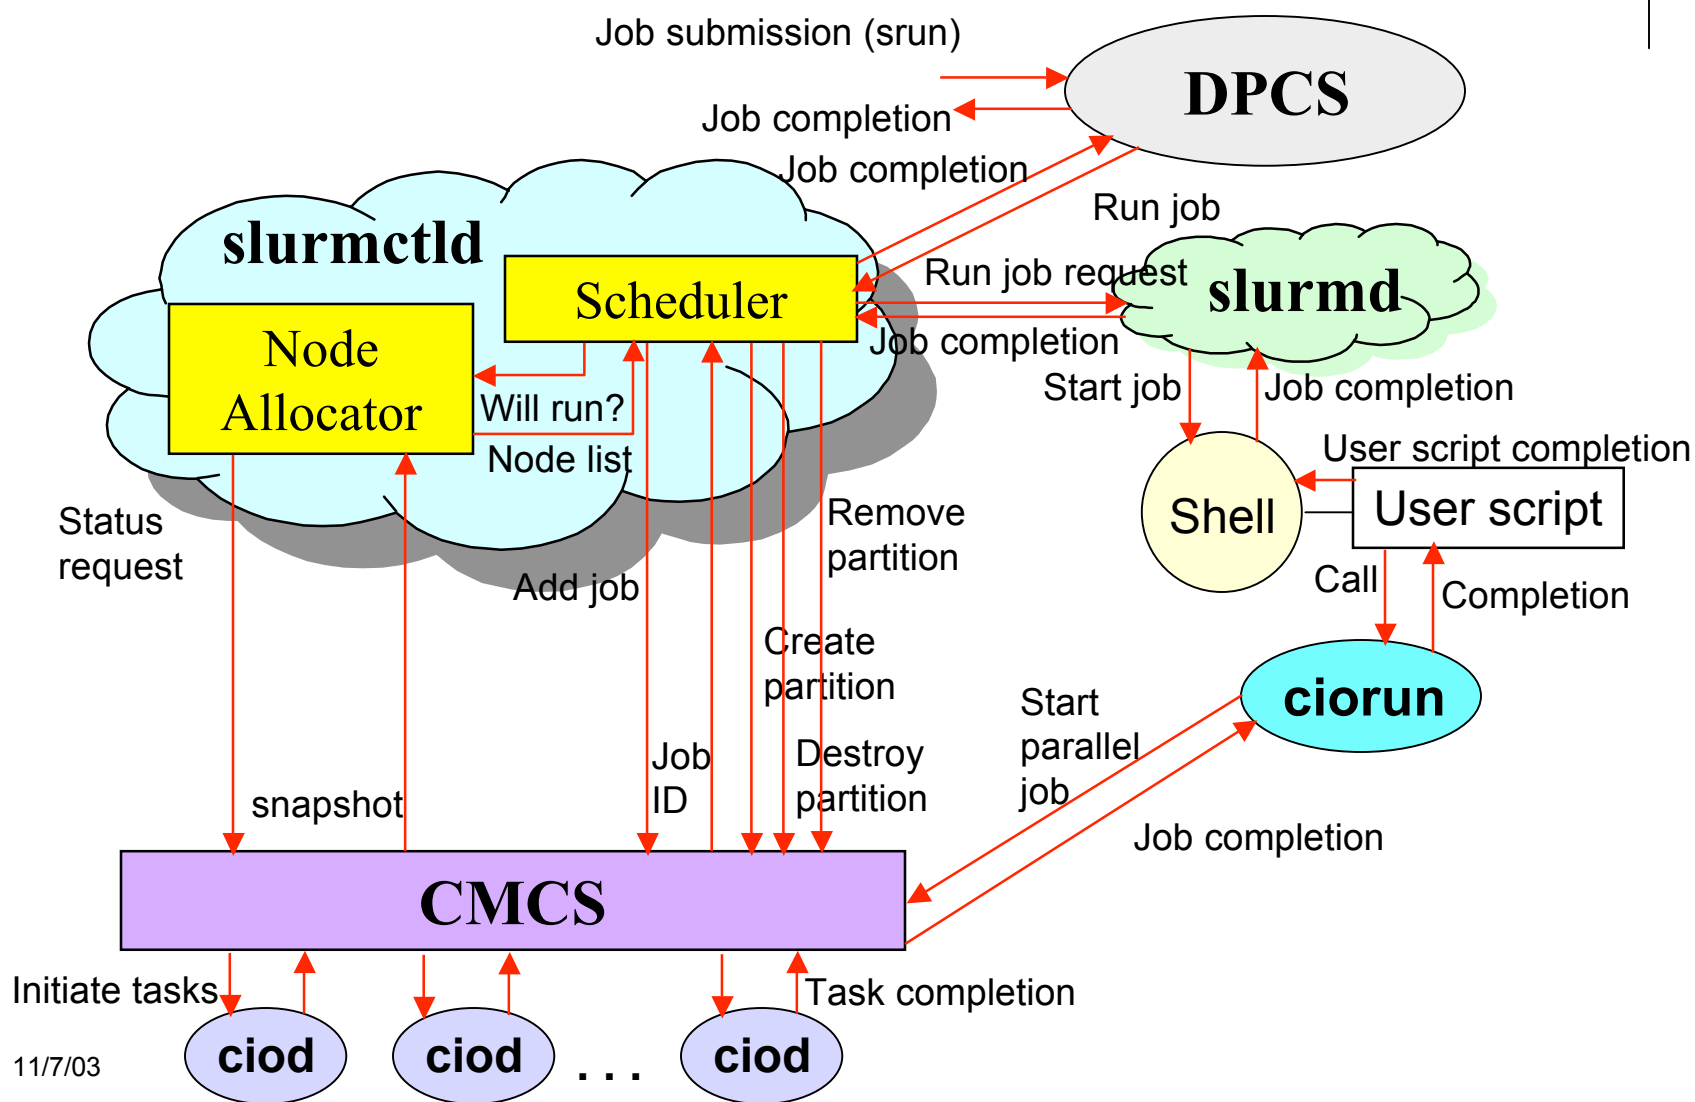 Job submission (srun)
DPCS
Job completion
Job completion
Run job
slurmctld
Scheduler
Run job request
slurmd
Job completion
Node
Allocator
Will run?
Node list
Start job
Job completion
User script completion
Shell
User script
Status
request
Remove
partition
Add job
Call
Completion
Create
partition
ciorun
Start
parallel
job
Job
ID
Destroy
partition
snapshot
Job completion
CMCS
Initiate tasks
Task completion
ciod
ciod
. . .
ciod
11/7/03